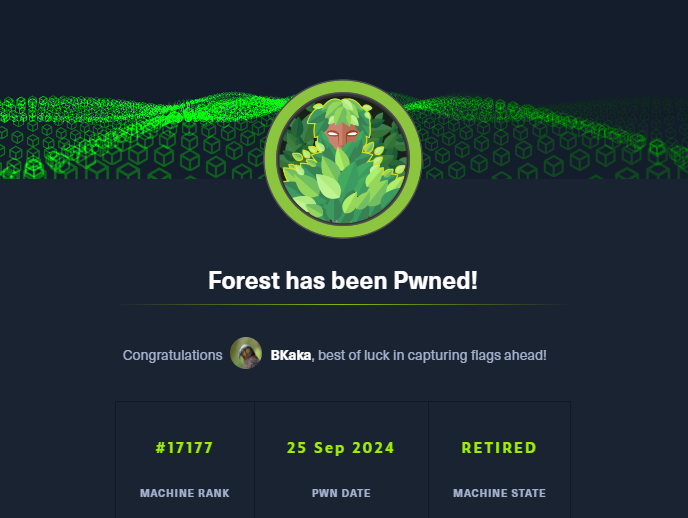 Forest has been Pwned!
Congratulations BKaka, best of luck in capturing flags ahead!
#17177 25 Sep 2024 RETIRED
MACHINE RANK PWN DATE MACHINE STATE